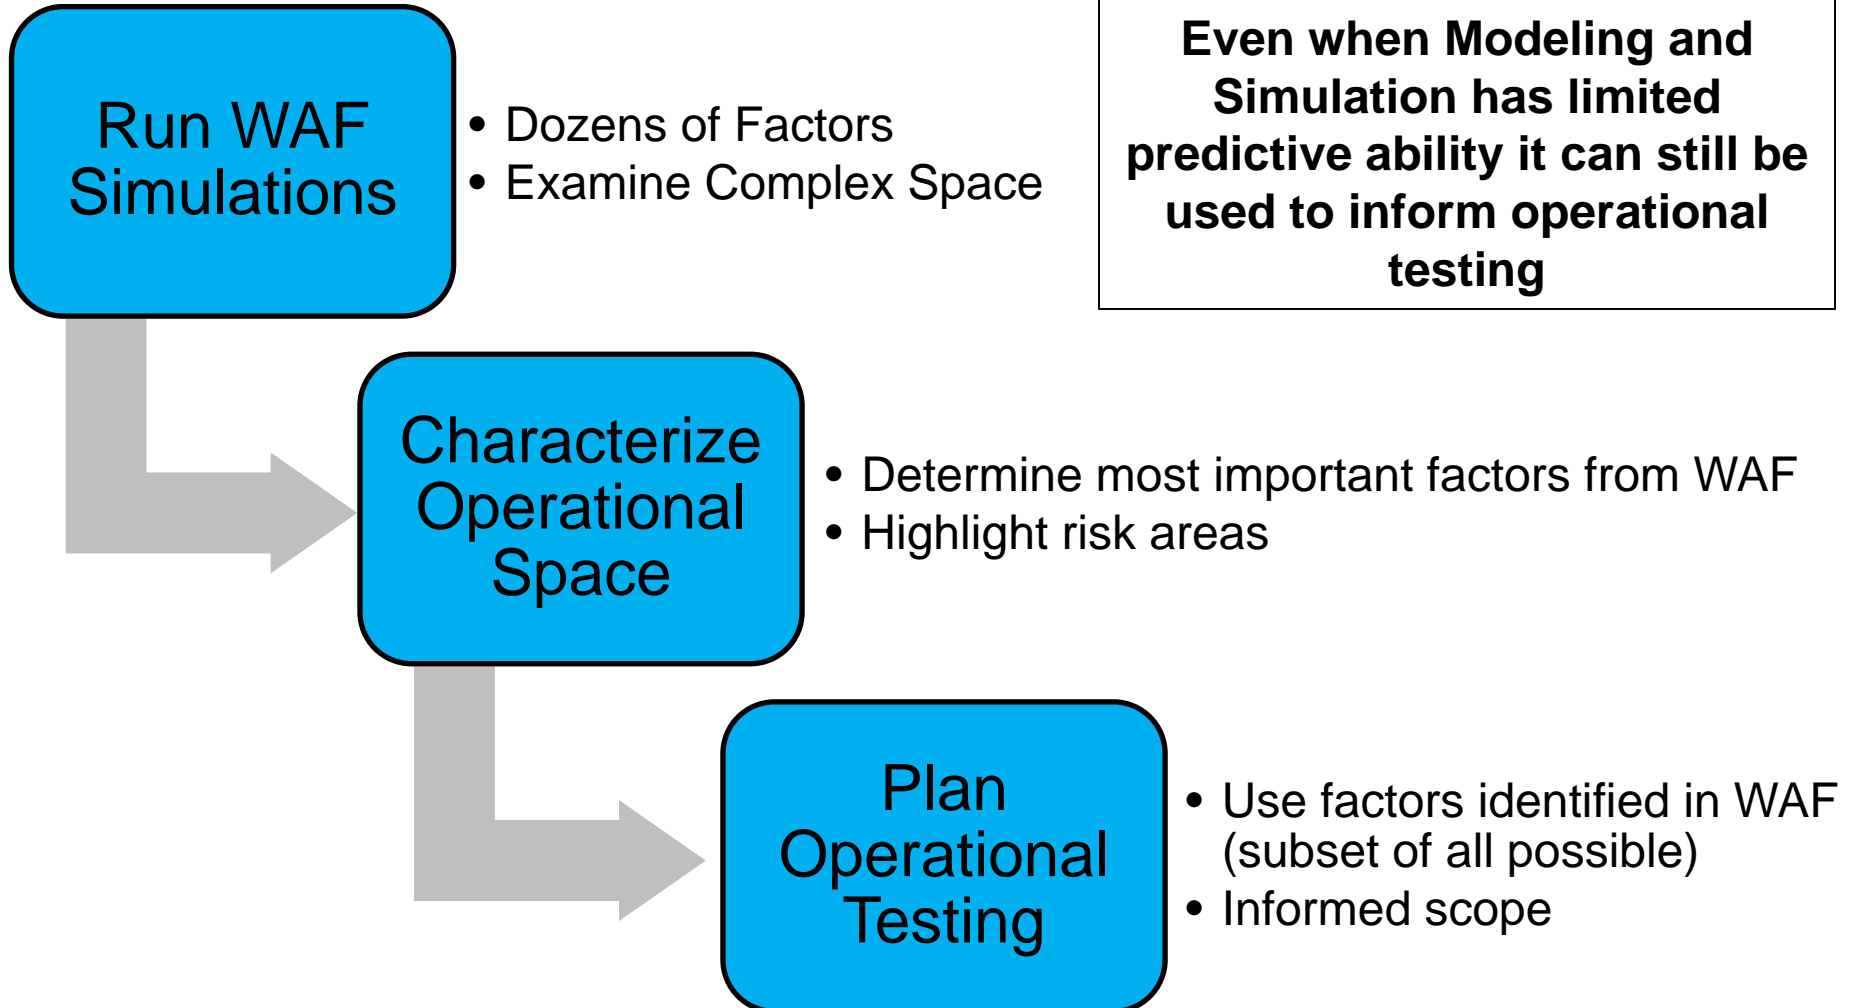 Run WAF
Simulations
• Dozens of Factors
• Examine Complex Space
Even when Modeling and
Simulation has limited
predictive ability it can still be
used to inform operational
testing
Characterize
Operational
Space
• Determine most important factors from WAF
• Highlight risk areas
Plan
Operational
Testing
• Use factors identified in WAF
(subset of all possible)
• Informed scope